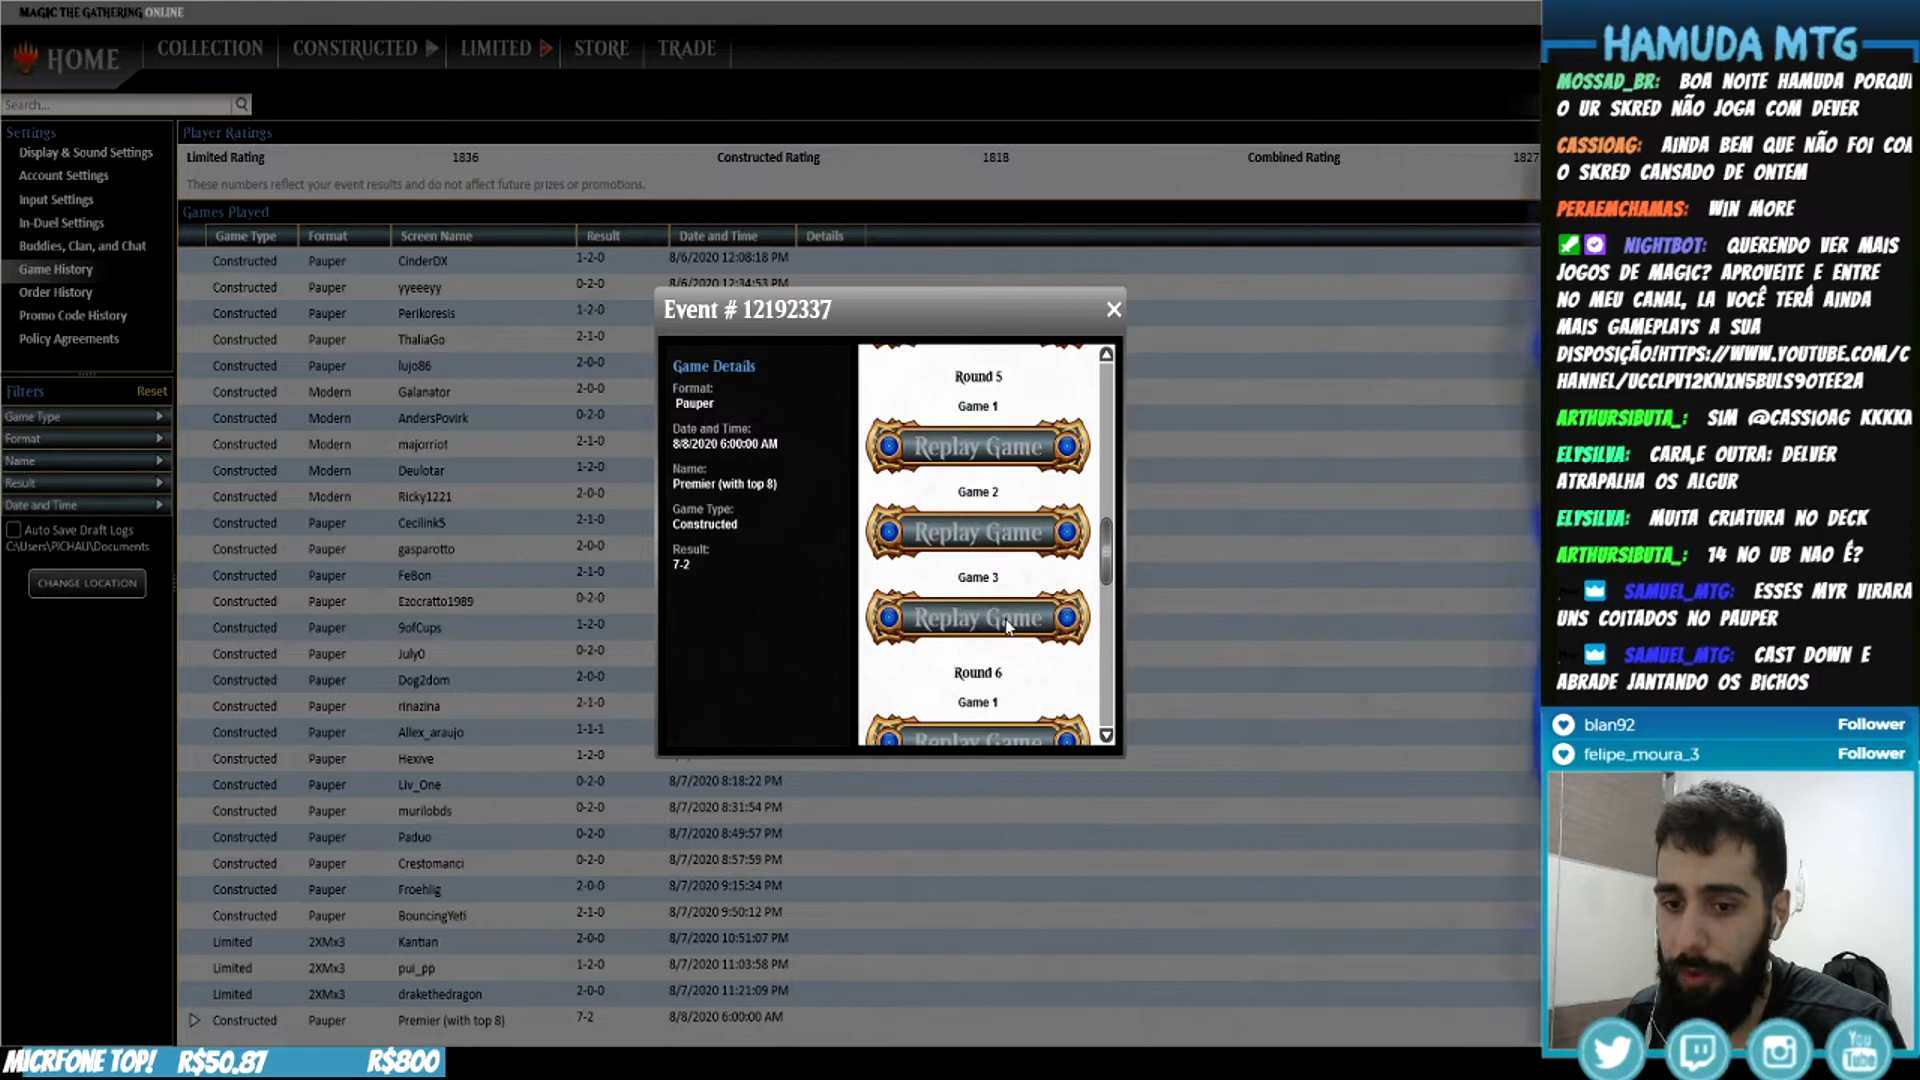 MAGIC THE GATHERING ONLINE
HOME
COLLECTION
CONSTRUCTED
LIMITED
STORE
TRADE
Search...
Settings
Display & Sound Settings
Account Settings
Input Settings
In-Duel Settings
Buddies, Clan, and Chat
Game History
Order History
Promo Code History
Policy Agreements
Filters Reset
Game Type
Format
Name
Result
Date and Time
Auto Save Draft Logs
C:\Users\PICHAU\Documents
CHANGE LOCATION
Player Ratings
Limited Rating 1836 Constructed Rating 1818 Combined Rating 1827
These numbers reflect your event results and do not affect future prizes or promotions.
Games Played
Game Type Format Screen Name Result Date and Time Details
Constructed Pauper CinderDX 1-2-0 8/6/2020 12:08:18 PM
Constructed Pauper yyeeeyy 0-2-0 8/6/2020 12:34:53 PM
Constructed Pauper Perikoresis 1-2-0
Constructed Pauper ThaliaGo 2-1-0
Constructed Pauper lujo86 2-0-0
Constructed Modern Galanator 2-0-0
Constructed Modern AndersPovirk 0-2-0
Constructed Modern majorriot 2-1-0
Constructed Modern Deulotar 1-2-0
Constructed Modern Ricky1221 2-0-0
Constructed Pauper Cecilink5 2-1-0
Constructed Pauper gasparotto 2-0-0
Constructed Pauper FeBon 2-1-0
Constructed Pauper Ezocratto1989 0-2-0
Constructed Pauper 9ofCups 1-2-0
Constructed Pauper July0 0-2-0
Constructed Pauper Dog2dom 2-0-0
Constructed Pauper rinazina 2-1-0
Constructed Pauper Allex_araujo 1-1-1
Constructed Pauper Hexive 1-2-0
Constructed Pauper Liv_One 0-2-0 8/7/2020 8:18:22 PM
Constructed Pauper murilobds 0-2-0 8/7/2020 8:31:54 PM
Constructed Pauper Paduo 0-2-0 8/7/2020 8:49:57 PM
Constructed Pauper Crestomanci 0-2-0 8/7/2020 8:57:59 PM
Constructed Pauper Froehlig 2-0-0 8/7/2020 9:15:34 PM
Constructed Pauper BouncingYeti 2-1-0 8/7/2020 9:50:12 PM
Limited 2XMx3 Kantian 2-0-0 8/7/2020 10:51:07 PM
Limited 2XMx3 pui_pp 1-2-0 8/7/2020 11:03:58 PM
Limited 2XMx3 drakethedragon 2-0-0 8/7/2020 11:21:09 PM
Constructed Pauper Premier (with top 8) 7-2 8/8/2020 6:00:00 AM
Event # 12192337
Game Details
Format:
Pauper
Date and Time:
8/8/2020 6:00:00 AM
Name:
Premier (with top 8)
Game Type:
Constructed
Result:
7-2
Round 5
Game 1
Replay Game
Game 2
Replay Game
Game 3
Replay Game
Round 6
Game 1
Replay Game
HAMUDA MTG
MOSSAD_BR: BOA NOITE HAMUDA PORQU
O UR SKRED NÃO JOGA COM DEVER
CASSIOAG: AINDA BEM QUE NÃO FOI COM
O SKRED CANSADO DE ONTEM
PERAEMCHAMAS: WIN MORE
NIGHTBOT: QUERENDO VER MAIS
JOGOS DE MAGIC? APROVEITE E ENTRE
NO MEU CANAL, LA VOCÊ TERÁ AINDA
MAIS GAMEPLAYS A SUA
DISPOSIÇÃO!HTTPS://WWW.YOUTUBE.COM/C
HANNEL/UCCLPV12KNXN5BULS9OTEE2A
ARTHURSIBUTA_: SIM @CASSIOAG KKKKK
ELYSILVA: CARA,E OUTRA: DELVER
ATRAPALHA OS ALGUR
ELYSILVA: MUITA CRIATURA NO DECK
ARTHURSIBUTA_: 14 NO UB NAO É?
SAMUEL_MTG: ESSES MYR VIRARA
UNS COITADOS NO PAUPER
SAMUEL_MTG: CAST DOWN E
ABRADE JANTANDO OS BICHOS
blan92 Follower
felipe_moura_3 Follower
You Tube
MICRFONE TOP! R$50.87 R$800